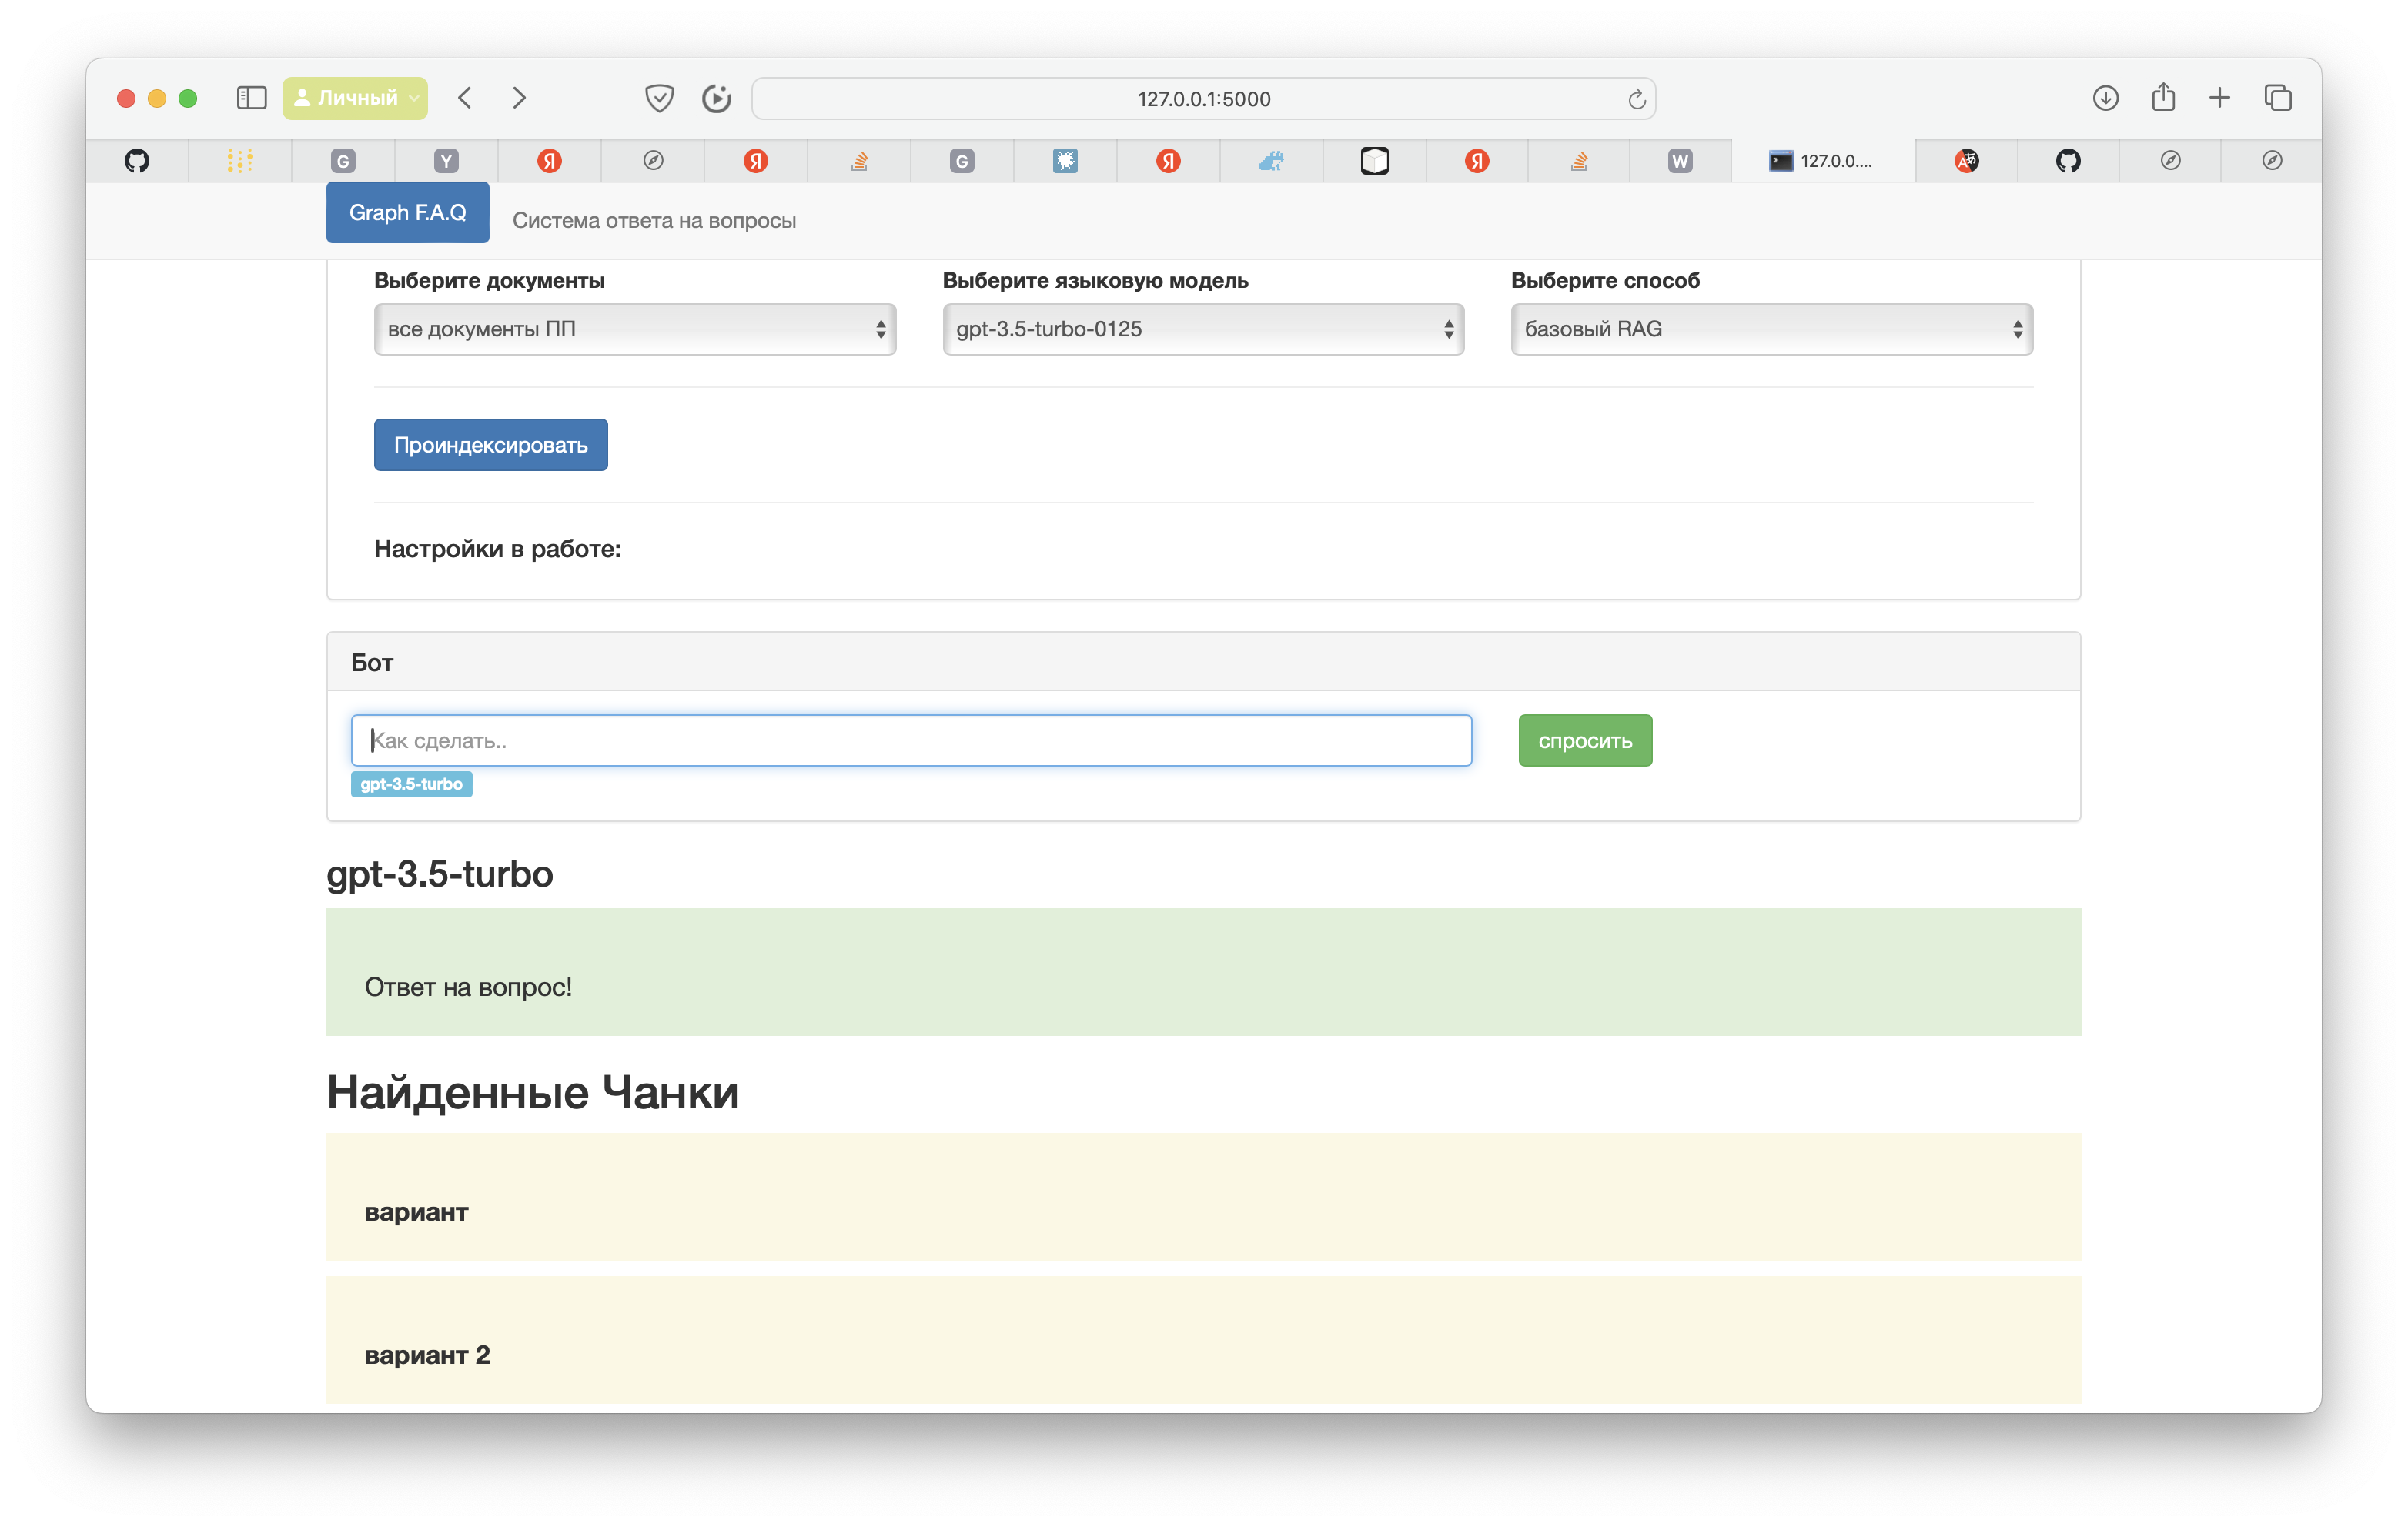 Личный
127.0.0.1:5000
G
Y
Я
Я
G
Я
Я
W
127.0.0....
Graph F.A.Q
Система ответа на вопросы
Выберите документы
Выберите языковую модель
Выберите способ
все документы ПП
gpt-3.5-turbo-0125
базовый RAG
Проиндексировать
Настройки в работе:
Бот
Как сделать..
спросить
gpt-3.5-turbo
gpt-3.5-turbo
Ответ на вопрос!
Найденные Чанки
вариант
вариант 2